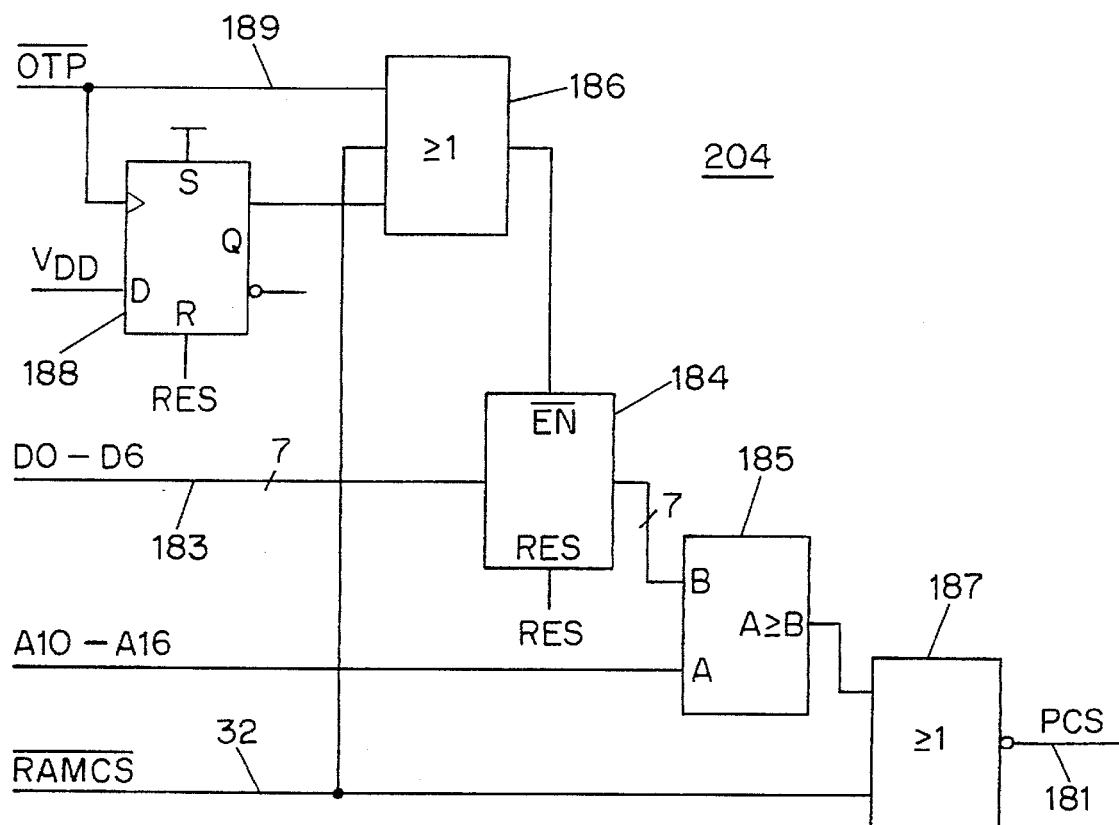 189
OTP
186
≥1
204
S
Q
VDD
D
R
188
RES
184
EN
D0 – D6
7
183
RES
RES
7
185
B
A≥B
A
A10 – A16
187
≥1
PCS
181
32
RAMCS